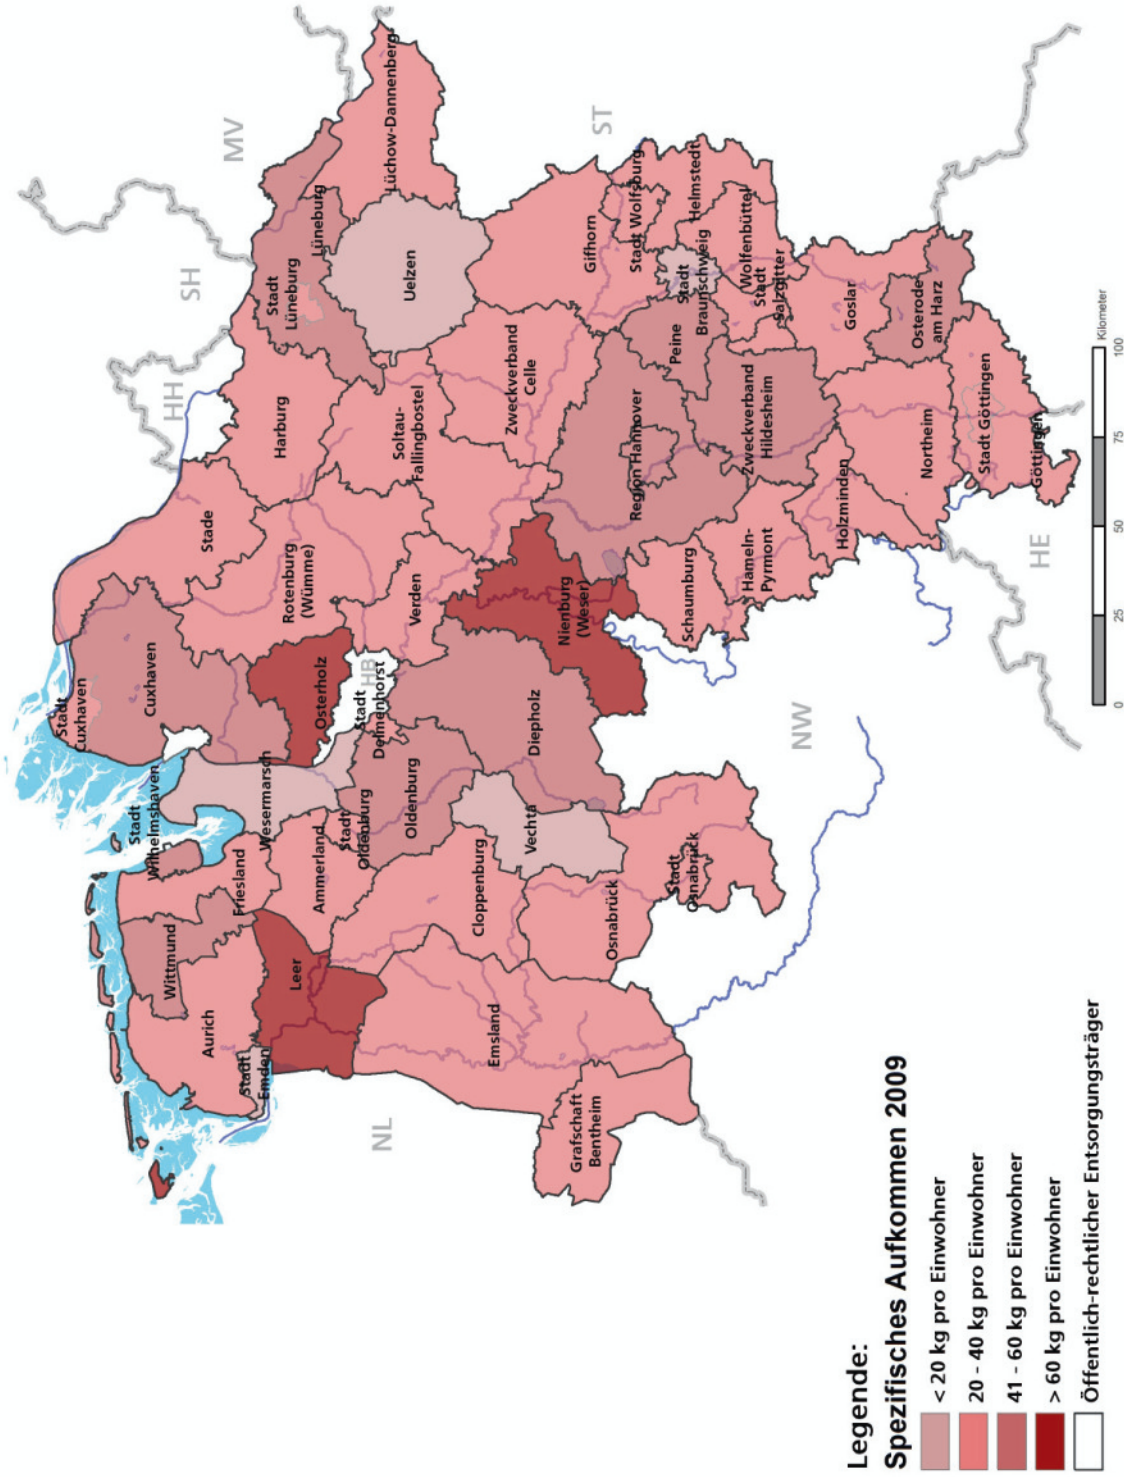 MV
SH
HH
ST
HB
NW
NL
HE
Lüchow-Dannenberg
Lüneburg
Stadt
Lüneburg
Uelzen
Harburg
Stade
Soltau-
Fallingbostel
Zweckverband
Celle
Gifhorn
Stadt Wolfsburg
Helmstedt
Stadt
Braunschweig
Wolfenbüttel
Stadt
Salzgitter
Peine
Region Hannover
Zweckverband
Hildesheim
Goslar
Osterode
am Harz
Northeim
Stadt Göttingen
Göttingen
Holzminden
Hameln-
Pyrmont
Schaumburg
Nienburg
(Weser)
Verden
Rotenburg
(Wümme)
Osterholz
Cuxhaven
Stadt
Cuxhaven
Stadt
Delmenhorst
Diepholz
Wesermarsch
Stadt
Wilhelmshaven
Oldenburg
Stadt
Oldenburg
Vechta
Ammerland
Friesland
Cloppenburg
Osnabrück
Stadt
Osnabrück
Wittmund
Aurich
Leer
Stadt
Emden
Emsland
Grafschaft
Bentheim
0 25 50 75 100
Kilometer
Legende:
Spezifisches Aufkommen 2009
< 20 kg pro Einwohner
20 - 40 kg pro Einwohner
41 - 60 kg pro Einwohner
> 60 kg pro Einwohner
Öffentlich-rechtlicher Entsorgungsträger